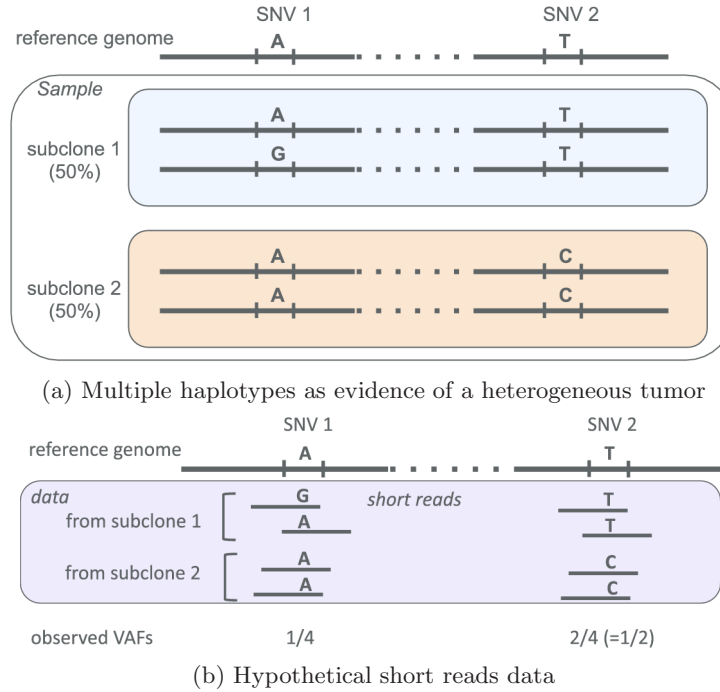 SNV 1 SNV 2
reference genome A T
Sample
A T
subclone 1
(50%)
G T
A C
subclone 2
(50%)
A C
(a) Multiple haplotypes as evidence of a heterogeneous tumor
SNV 1 SNV 2
reference genome A T
data G short reads T
from subclone 1 A T
from subclone 2 A C
A C
observed VAFs 1/4 2/4 (=1/2)
(b) Hypothetical short reads data